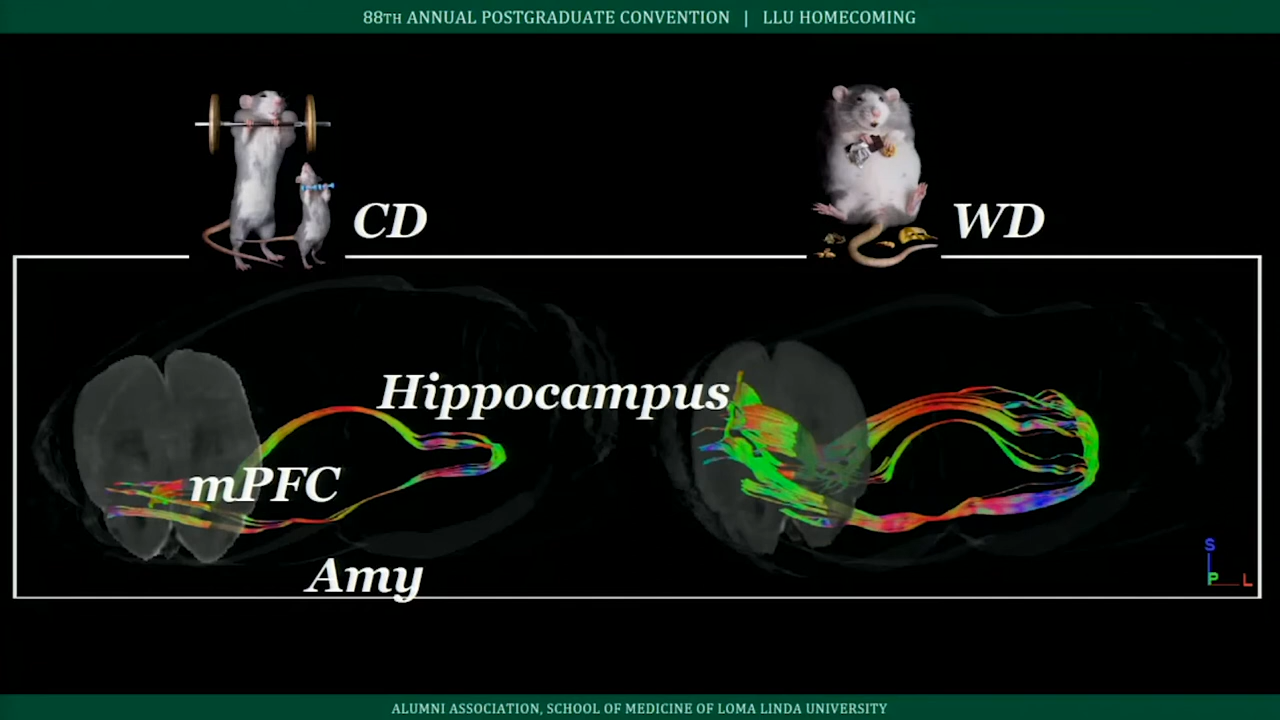 88TH ANNUAL POSTGRADUATE CONVENTION | LLU HOMECOMING
CD
WD
Hippocampus
mPFC
Amy
S
P L
ALUMNI ASSOCIATION, SCHOOL OF MEDICINE OF LOMA LINDA UNIVERSITY